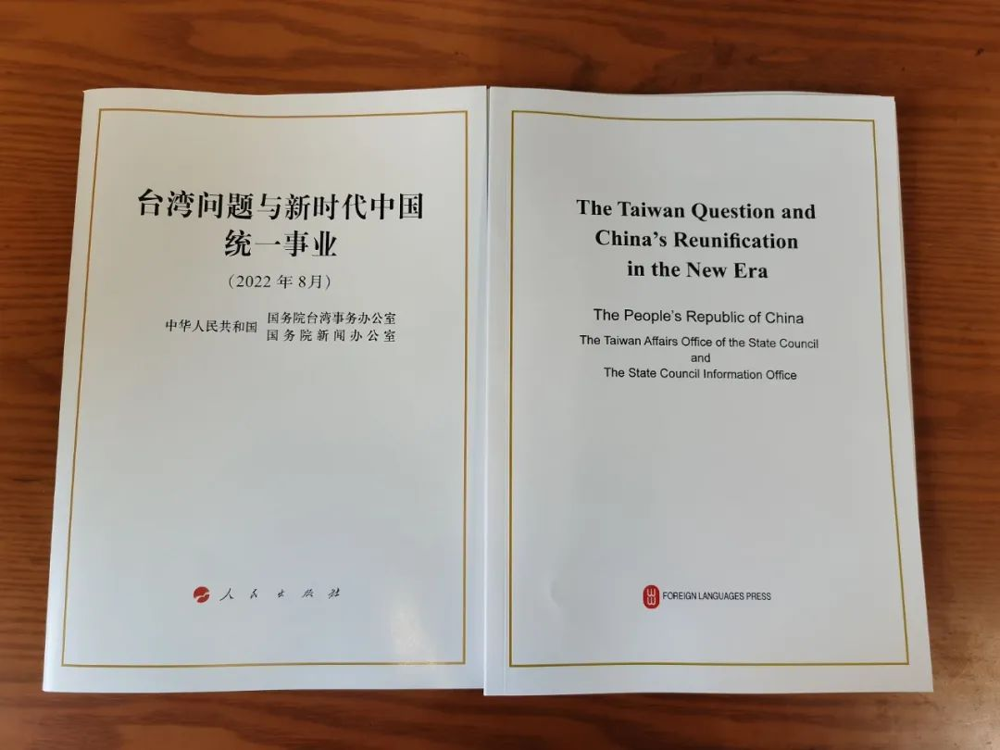 台湾问题与新时代中国
统一事业
(2022 年 8月)
中华人民共和国
国务院台湾事务办公室
国务院新闻办公室
人民出版社
The Taiwan Question and
China's Reunification
in the New Era
The People's Republic of China
The Taiwan Affairs Office of the State Council
and
The State Council Information Office
FOREIGN LANGUAGES PRESS